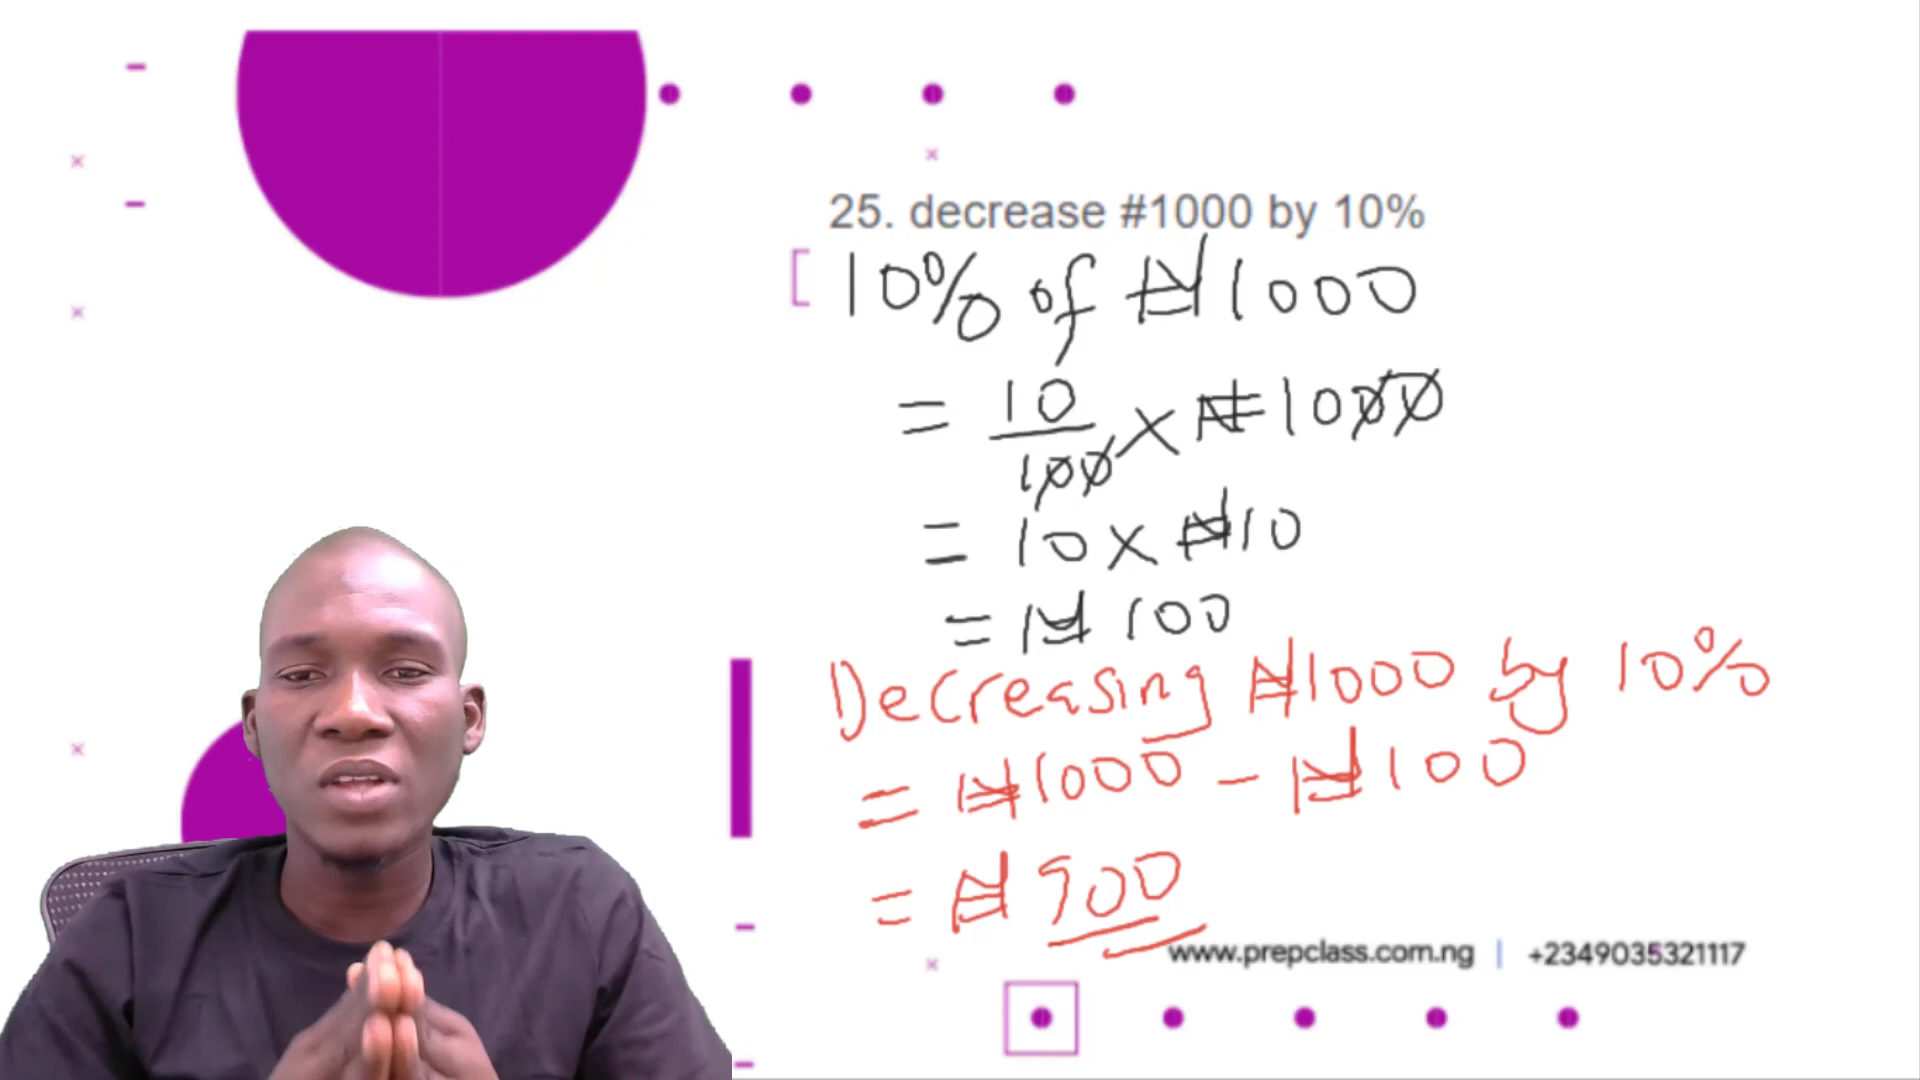 25. decrease #1000 by 10%
10% of ₦1000
= 10/100 x ₦1000
= 10 x ₦10
= ₦100
Decreasing ₦1000 by 10%
= ₦1000 - ₦100
= ₦900
www.prepclass.com.ng | +2349035321117